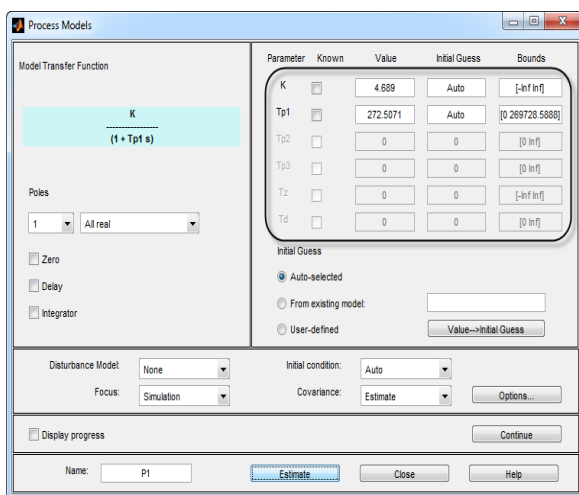 Process Models
Model Transfer Function
K
(1 + Tp1 s)
Poles
1 All real
Zero
Delay
Integrator
Parameter Known Value Initial Guess Bounds
K 4.689 Auto [-Inf Inf]
Tp1 272.5071 Auto [0 269728.5888]
Tp2 0 0 [0 Inf]
Tp3 0 0 [0 Inf]
Tz 0 0 [-Inf Inf]
Td 0 0 [0 Inf]
Initial Guess
Auto-selected
From existing model:
User-defined Value-->Initial Guess
Disturbance Model: None Initial condition: Auto
Focus: Simulation Covariance: Estimate Options...
Display progress Continue
Name: P1 Estimate Close Help